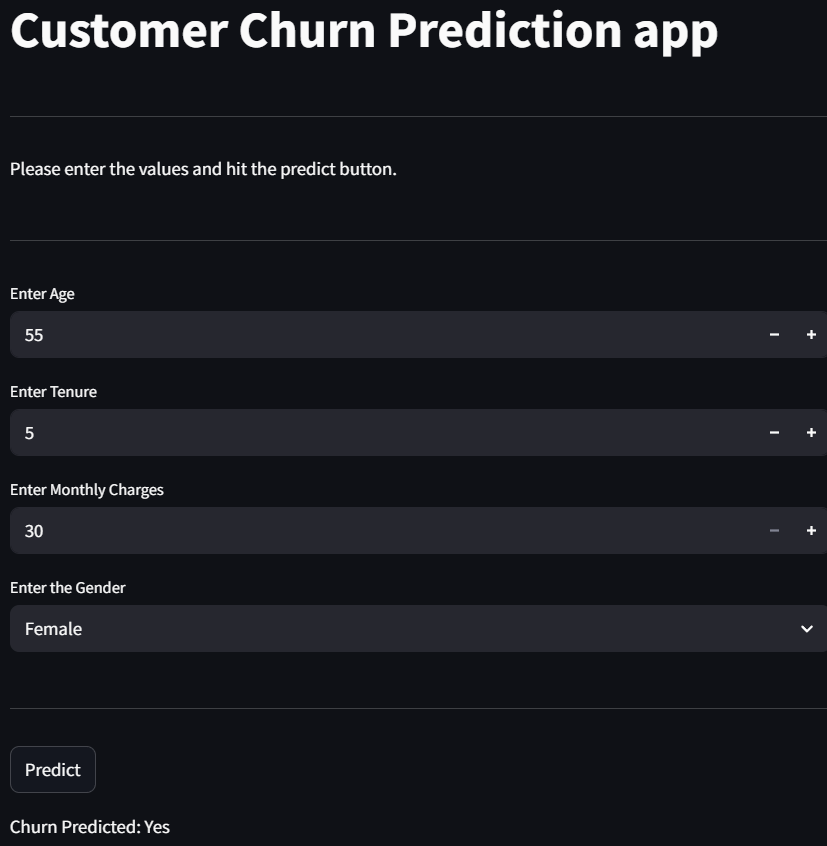 Customer Churn Prediction app
Please enter the values and hit the predict button.
Enter Age
55
Enter Tenure
5
Enter Monthly Charges
30
Enter the Gender
Female
Predict
Churn Predicted: Yes